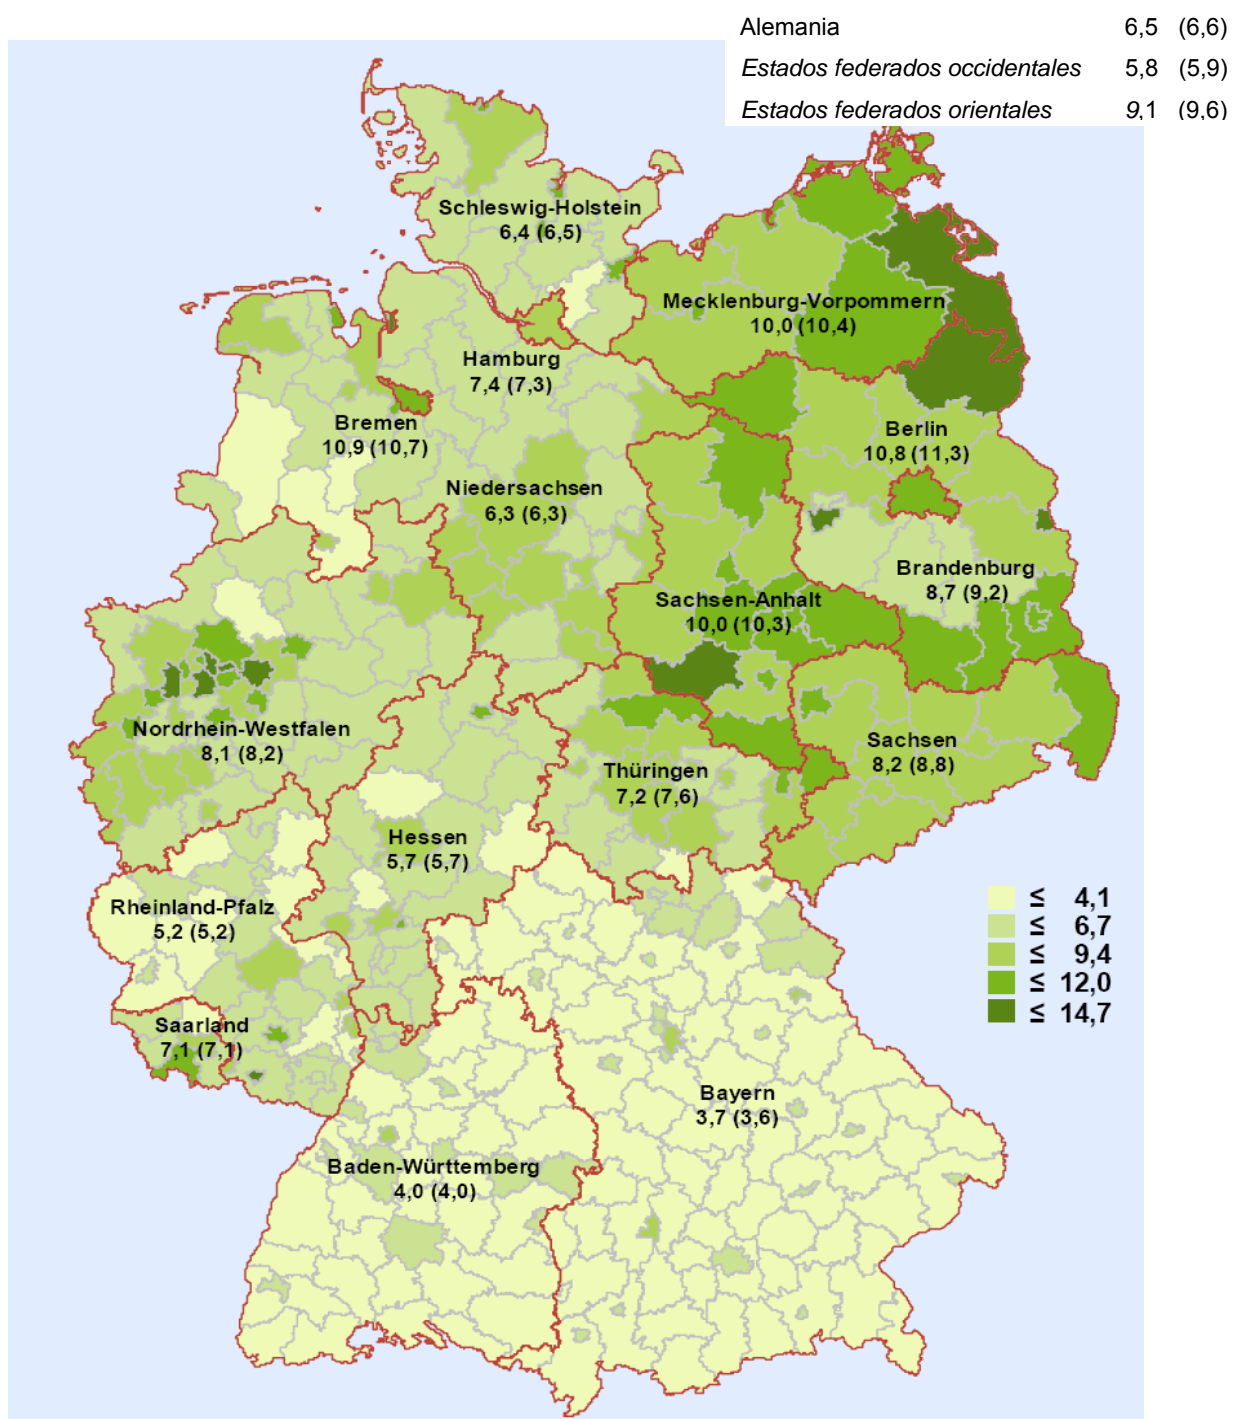 Alemania 6,5 (6,6)
Estados federados occidentales 5,8 (5,9)
Estados federados orientales 9,1 (9,6)
Schleswig-Holstein
6,4 (6,5)
Mecklenburg-Vorpommern
10,0 (10,4)
Hamburg
7,4 (7,3)
Bremen
10,9 (10,7)
Berlin
10,8 (11,3)
Niedersachsen
6,3 (6,3)
Brandenburg
8,7 (9,2)
Sachsen-Anhalt
10,0 (10,3)
Nordrhein-Westfalen
8,1 (8,2)
Sachsen
8,2 (8,8)
Thüringen
7,2 (7,6)
Hessen
5,7 (5,7)
Rheinland-Pfalz
5,2 (5,2)
≤ 4,1
≤ 6,7
≤ 9,4
≤ 12,0
≤ 14,7
Saarland
7,1 (7,1)
Bayern
3,7 (3,6)
Baden-Württemberg
4,0 (4,0)